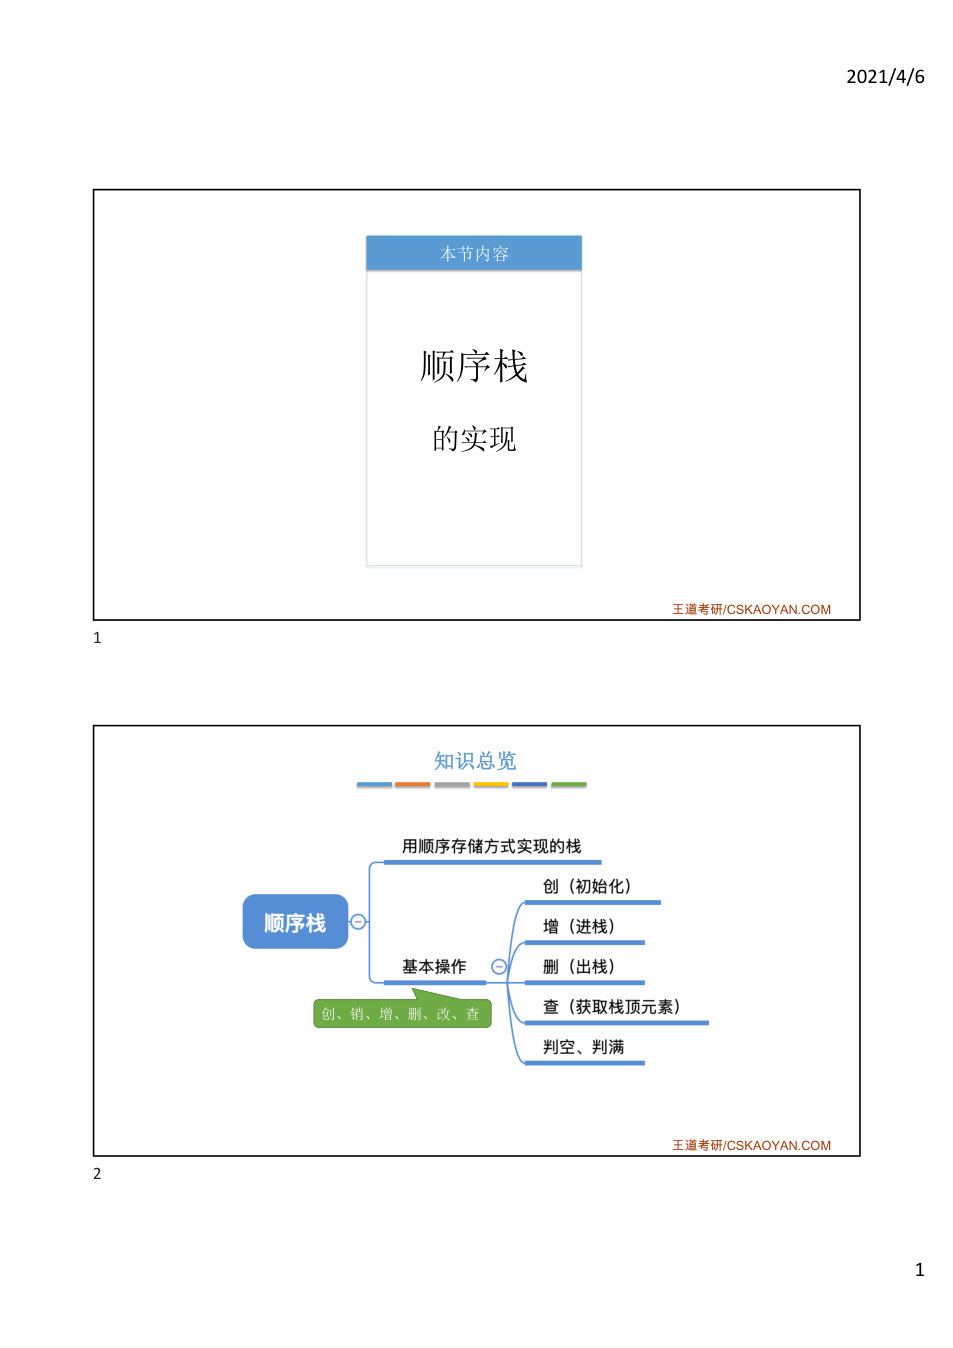 2021/4/6
本节内容
顺序栈
的实现
王道考研/CSKAOYAN.COM
1
知识总览
用顺序存储方式实现的栈
创（初始化）
增（进栈）
顺序栈
基本操作
删（出栈）
创、销、增、删、改、查
查（获取栈顶元素）
判空、判满
王道考研/CSKAOYAN.COM
2
1